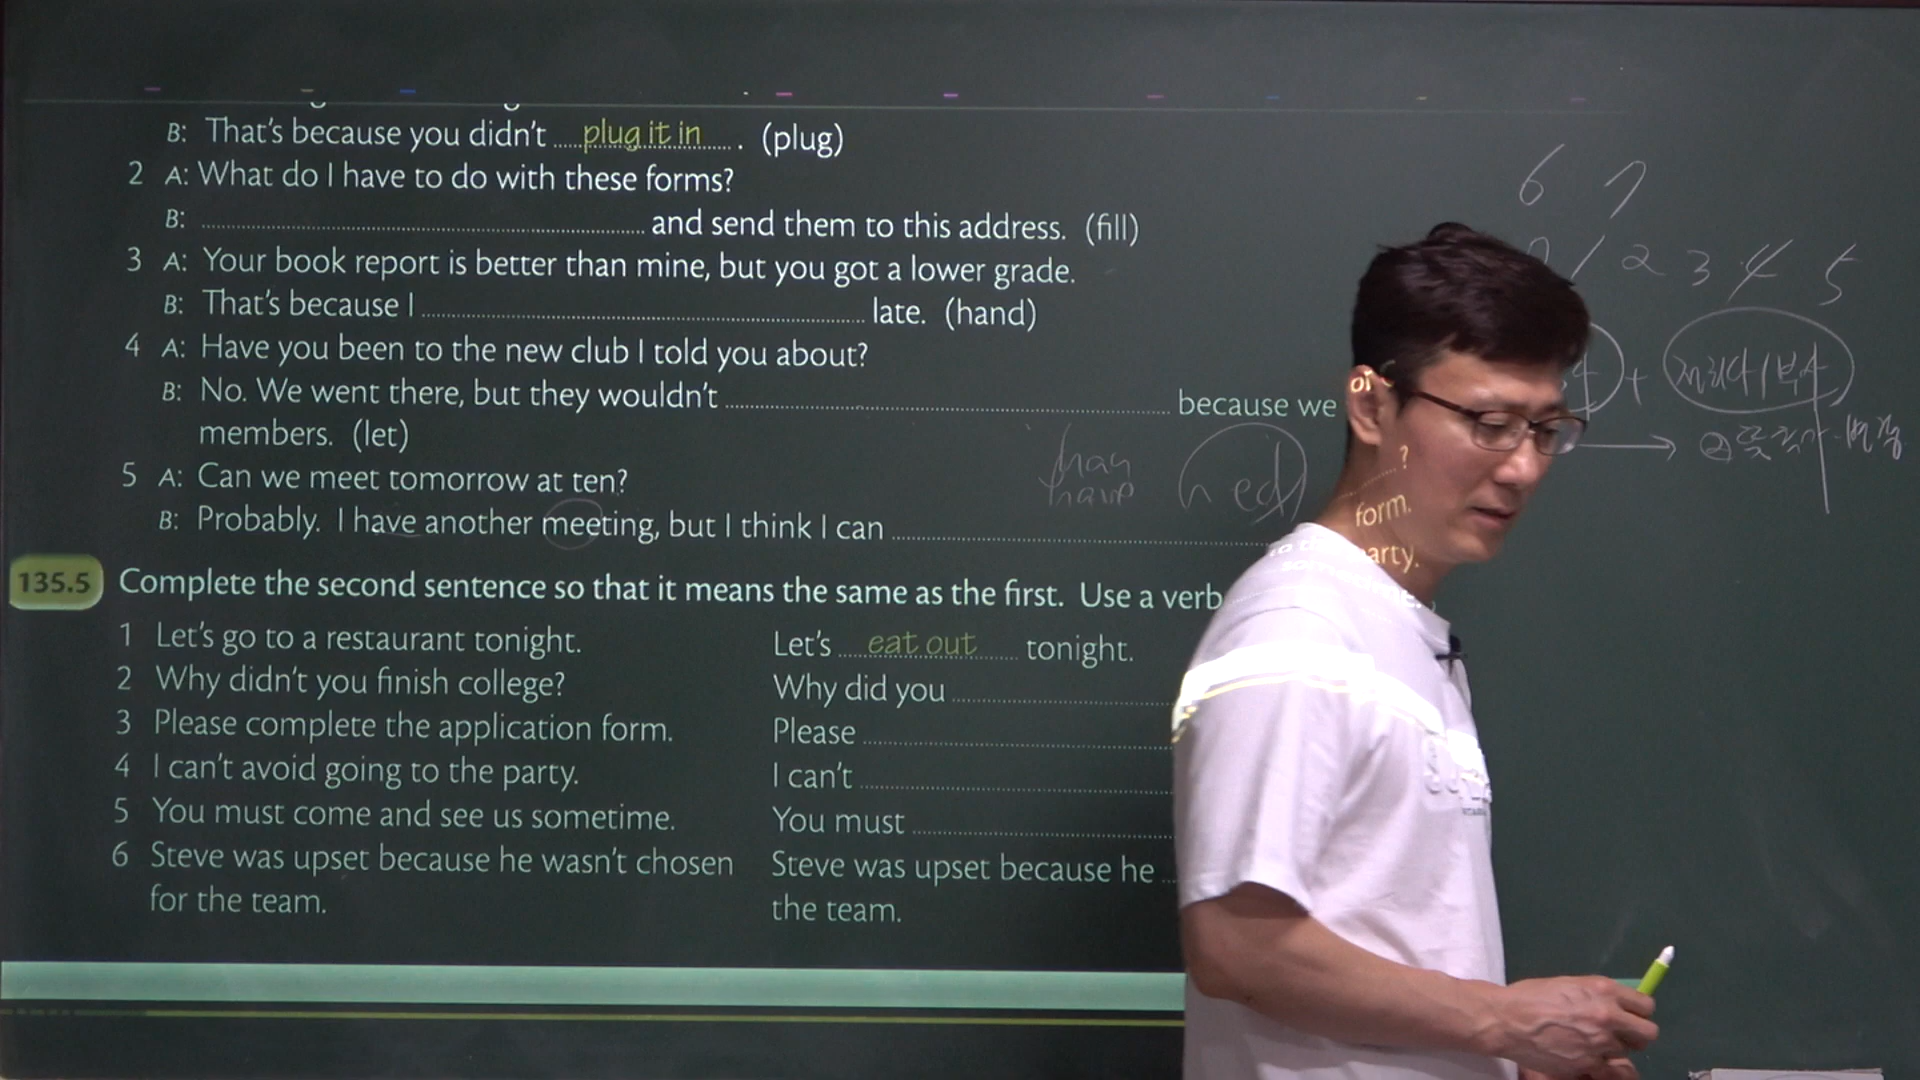 B: That's because you didn't plug it in . (plug)
2 A: What do I have to do with these forms?
B: and send them to this address. (fill)
3 A: Your book report is better than mine, but you got a lower grade.
B: That's because I late. (hand)
4 A: Have you been to the new club I told you about?
B: No. We went there, but they wouldn't because we
members. (let)
5 A: Can we meet tomorrow at ten?
B: Probably. I have another meeting, but I think I can
135.5 Complete the second sentence so that it means the same as the first. Use a verb
1 Let's go to a restaurant tonight. Let's eat out tonight.
2 Why didn't you finish college? Why did you ?
3 Please complete the application form. Please form.
4 I can't avoid going to the party. I can't party.
5 You must come and see us sometime. You must
6 Steve was upset because he wasn't chosen Steve was upset because he
for the team. the team.
6 7
1 2 3 4 5
+